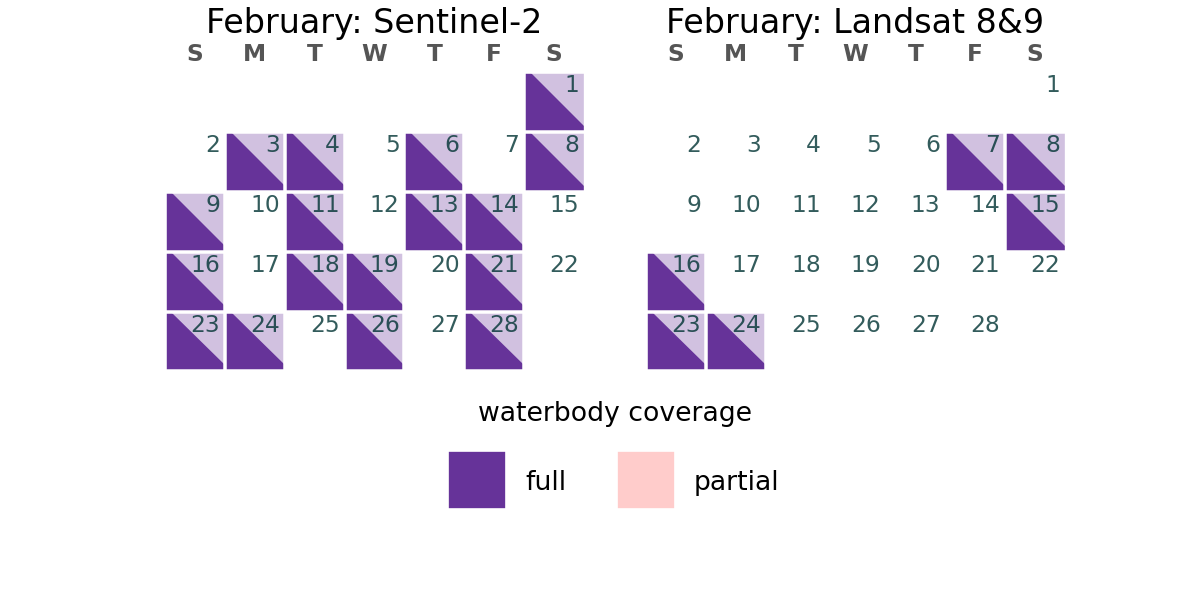 February: Sentinel-2
S M T W T F S
1
2 3 4 5 6 7 8
9 10 11 12 13 14 15
16 17 18 19 20 21 22
23 24 25 26 27 28
February: Landsat 8&9
S M T W T F S
1
2 3 4 5 6 7 8
9 10 11 12 13 14 15
16 17 18 19 20 21 22
23 24 25 26 27 28
waterbody coverage
full
partial